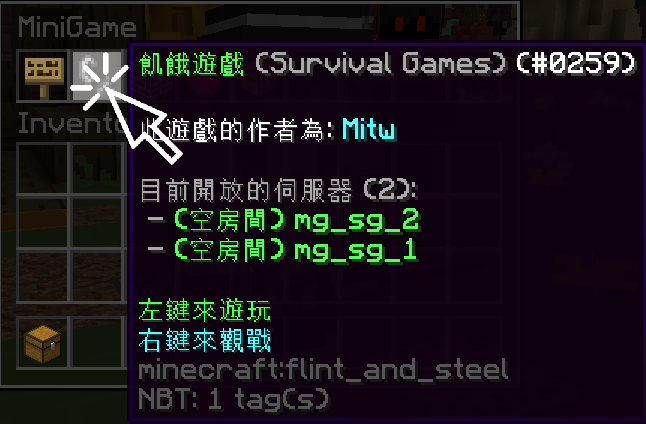 MiniGame
飢餓遊戲 (Survival Games) (#0259)
此遊戲的作者為: Mitw
Invento
目前開放的伺服器 (2):
- (空房間) mg_sg_2
- (空房間) mg_sg_1
左鍵來遊玩
右鍵來觀戰
minecraft:flint_and_steel
NBT: 1 tag(s)